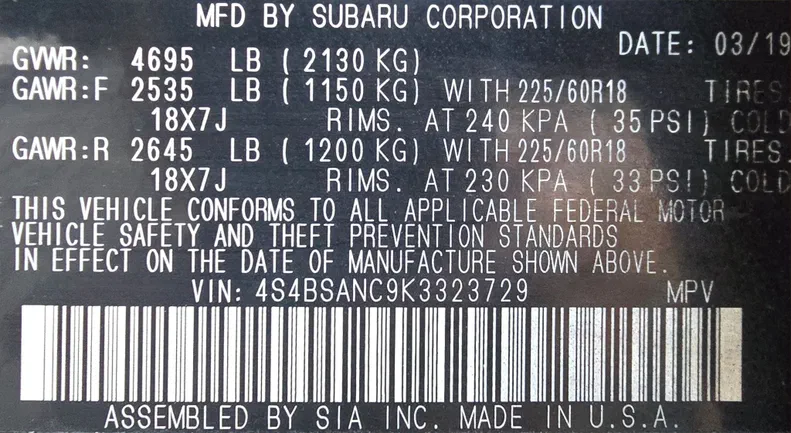 MFD BY SUBARU CORPORATION
DATE: 03/19
GVWR: 4695 LB ( 2130 KG)
GAWR:F 2535 LB ( 1150 KG) WITH 225/60R18 TIRES
18X7J RIMS. AT 240 KPA ( 35 PSI) COLD
GAWR:R 2645 LB ( 1200 KG) WITH 225/60R18 TIRES.
18X7J RIMS. AT 230 KPA ( 33 PSI) COLD
THIS VEHICLE CONFORMS TO ALL APPLICABLE FEDERAL MOTOR
VEHICLE SAFETY AND THEFT PREVENTION STANDARDS
IN EFFECT ON THE DATE OF MANUFACTURE SHOWN ABOVE.
VIN: 4S4BSANC9K3323729 MPV
ASSEMBLED BY SIA INC. MADE IN U.S.A.